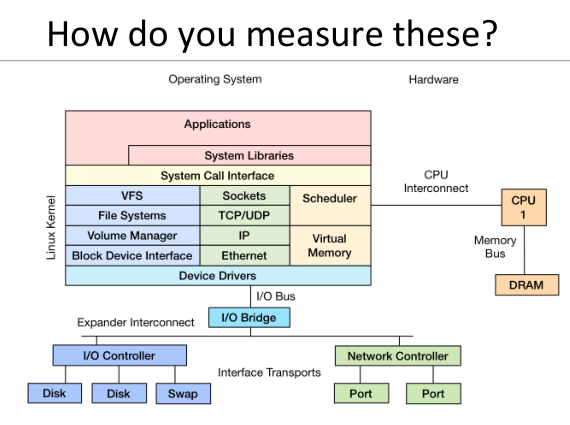 How do you measure these?
Operating System
Hardware
Applications
System Libraries
System Call Interface
Linux Kernel
VFS
Sockets
Scheduler
File Systems
TCP/UDP
Volume Manager
IP
Virtual
Memory
Block Device Interface
Ethernet
Device Drivers
CPU
Interconnect
CPU
1
Memory
Bus
DRAM
I/O Bus
I/O Bridge
Expander Interconnect
I/O Controller
Network Controller
Interface Transports
Disk
Disk
Swap
Port
Port